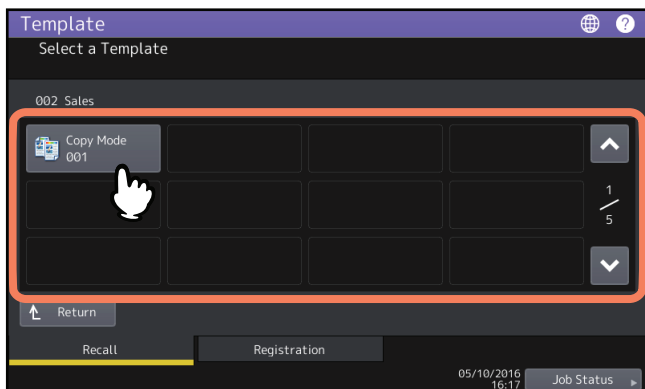 Template
?
Select a Template
002 Sales
Copy Mode
001
1
5
Return
Recall
Registration
05/10/2016
16:17
Job Status